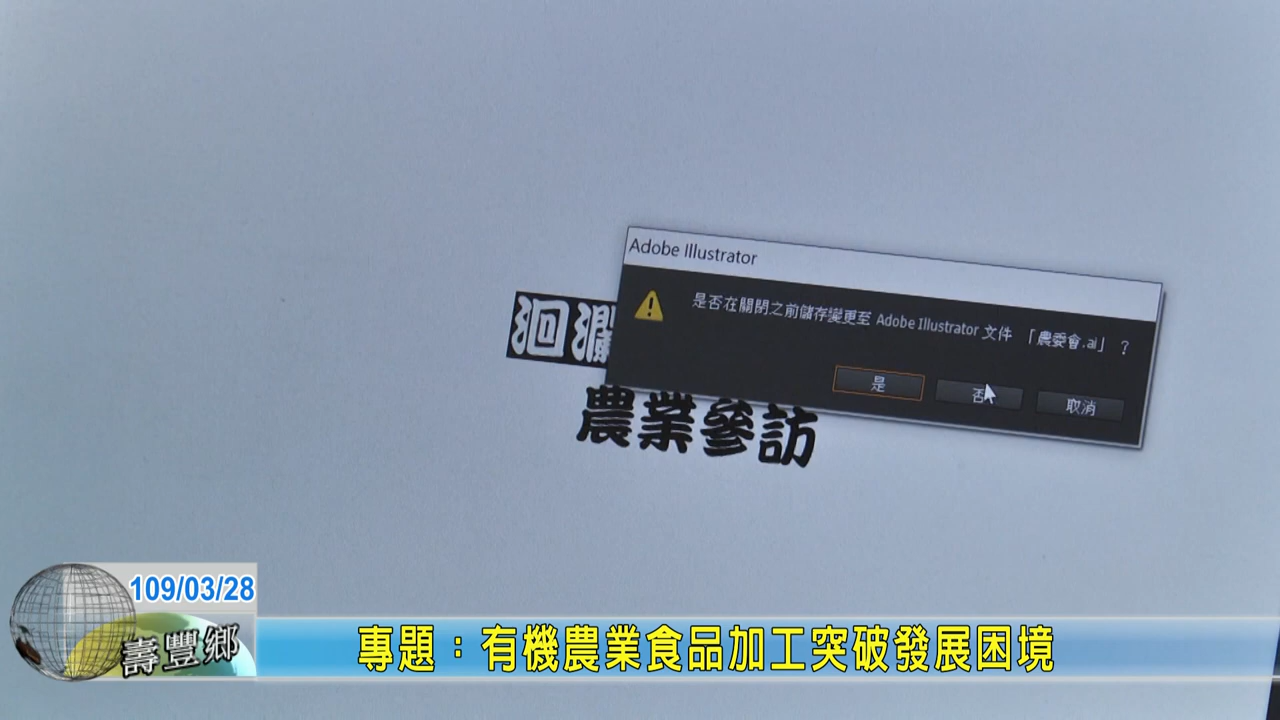 Adobe Illustrator
是否在關閉之前儲存變更至 Adobe Illustrator 文件 「農委會.ai」 ?
是
否
取消
洄瀾
農業參訪
109/03/28
壽豐鄉
專題：有機農業食品加工突破發展困境